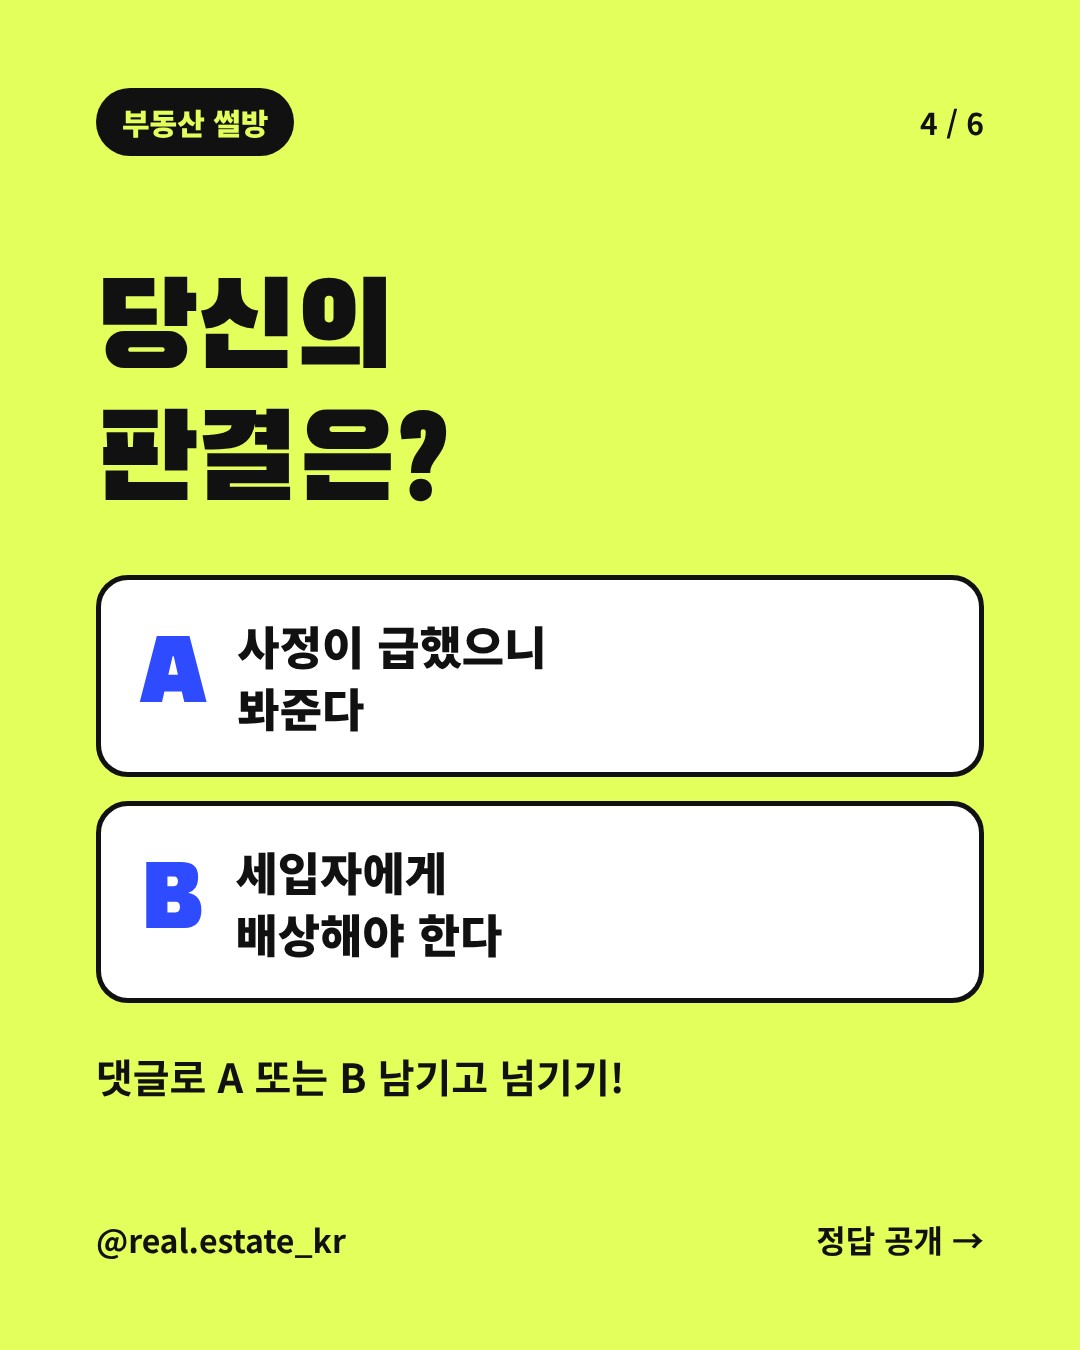 부동산 썰방
4 / 6
당신의
판결은?
A
사정이 급했으니
봐준다
B
세입자에게
배상해야 한다
댓글로 A 또는 B 남기고 넘기기!
@real.estate_kr
정답 공개 →